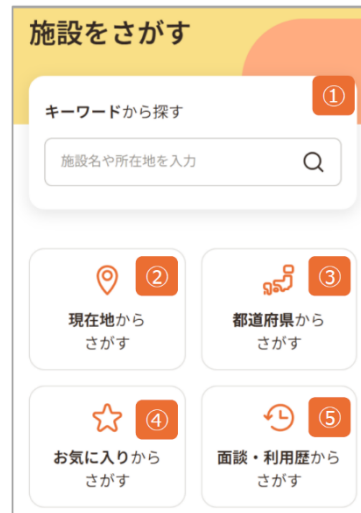 施設をさがす
①
キーワードから探す
施設名や所在地を入力
②
現在地から
さがす
③
都道府県から
さがす
④
お気に入りから
さがす
⑤
面談・利用歴から
さがす